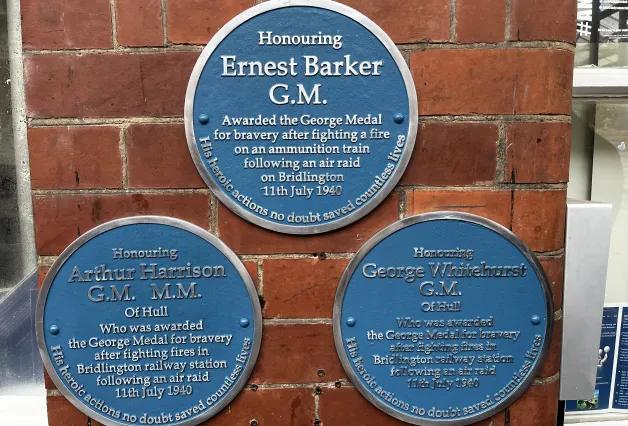 Honouring
Ernest Barker
G.M.
Awarded the George Medal
for bravery after fighting a fire
on an ammunition train
following an air raid
on Bridlington
11th July 1940
His heroic actions no doubt saved countless lives
Honouring
Arthur Harrison
G.M. M.M.
Of Hull
Who was awarded
the George Medal for bravery
after fighting fires in
Bridlington railway station
following an air raid
11th July 1940
His heroic actions no doubt saved countless lives
Honouring
George Whitehurst
G.M.
Of Hull
Who was awarded
the George Medal for bravery
after fighting fires in
Bridlington railway station
following an air raid
11th July 1940
His heroic actions no doubt saved countless lives